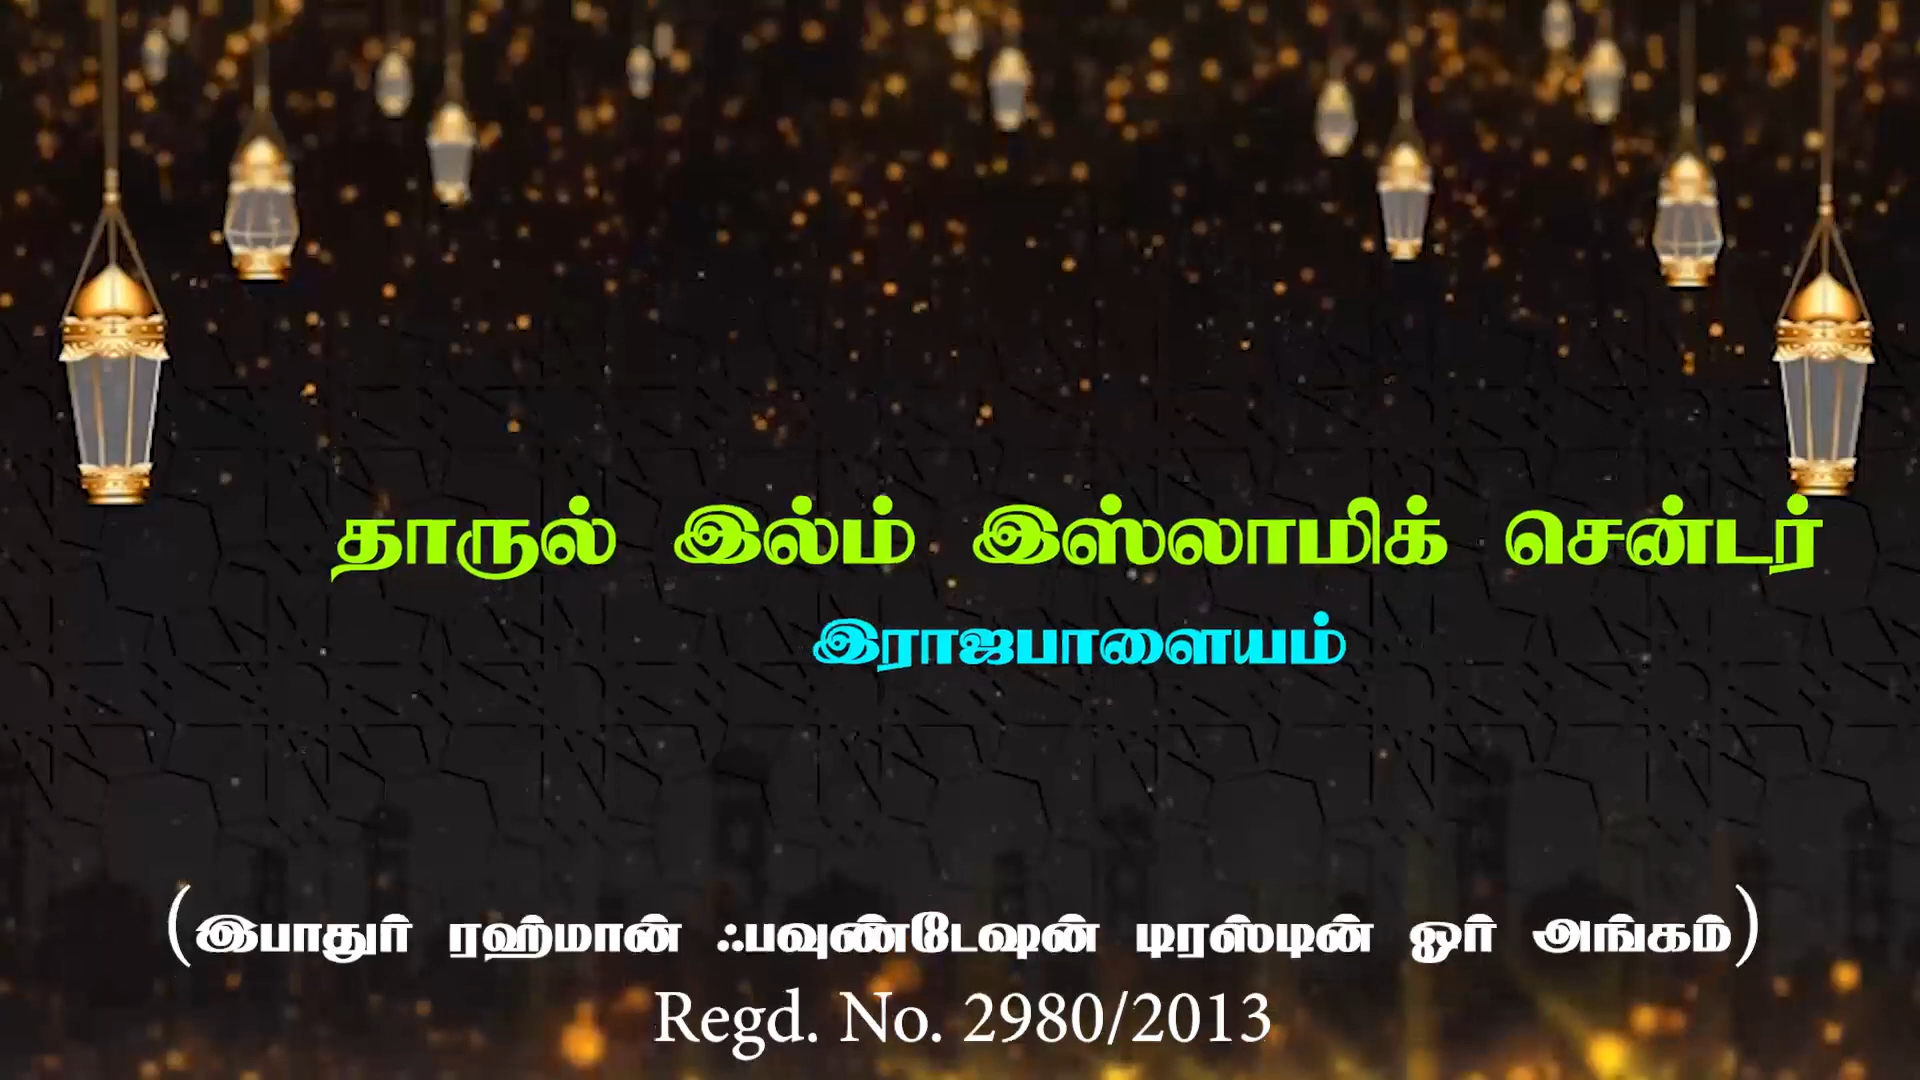 தாருல் இல்ம் இஸ்லாமிக் சென்டர்
இராஜபாளையம்
(இபாதுர் ரஹ்மான் ஃபவுண்டேஷன் டிரஸ்டின் ஓர் அங்கம்)
Regd. No. 2980/2013